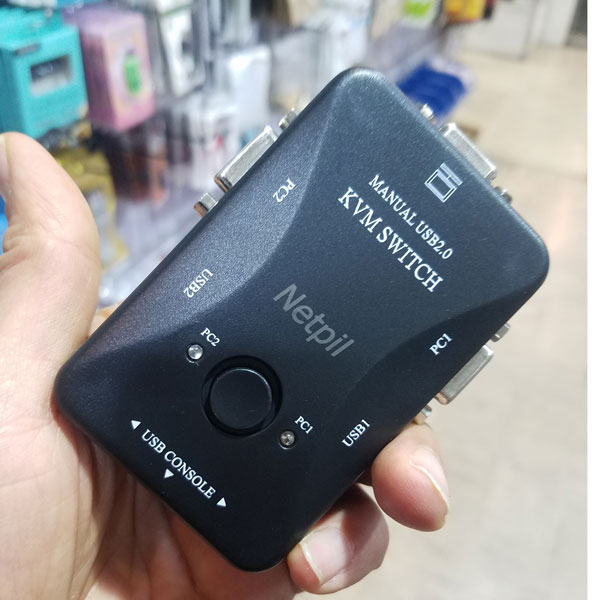 MANUAL USB2.0
KVM SWITCH
PC2
USB2
Netpil
PC1
USB1
PC2
PC1
USB CONSOLE